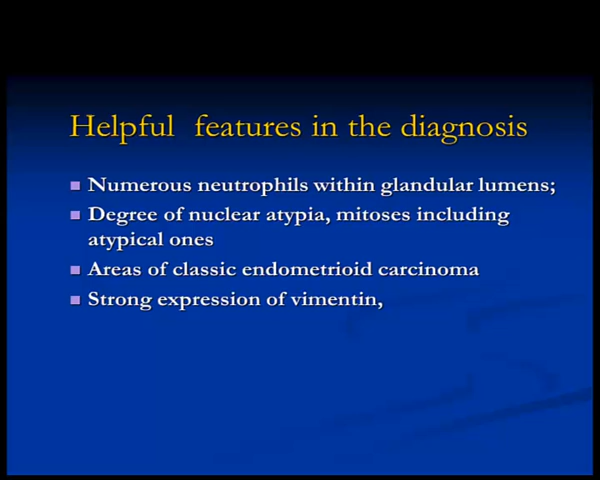 Helpful features in the diagnosis
Numerous neutrophils within glandular lumens;
Degree of nuclear atypia, mitoses including
atypical ones
Areas of classic endometrioid carcinoma
Strong expression of vimentin,